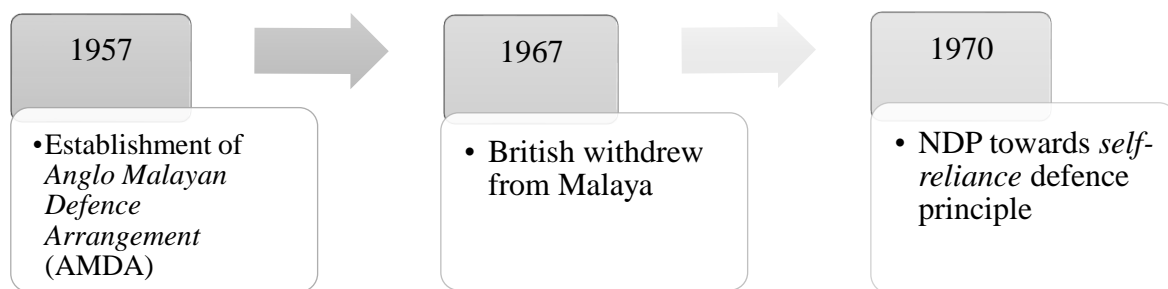 1957
•Establishment of
Anglo Malayan
Defence
Arrangement
(AMDA)
1967
• British withdrew
from Malaya
1970
• NDP towards self-
reliance defence
principle